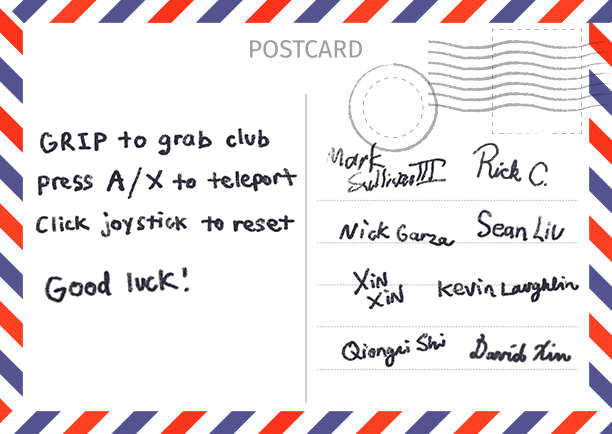 POSTCARD
GRIP to grab club
press A/X to teleport
Click joystick to reset
Good luck!
Mark Sullivan III
Rick C.
Nick Garza
Sean Liu
Xin Xin
Kevin Laughlin
Shi
David Xin